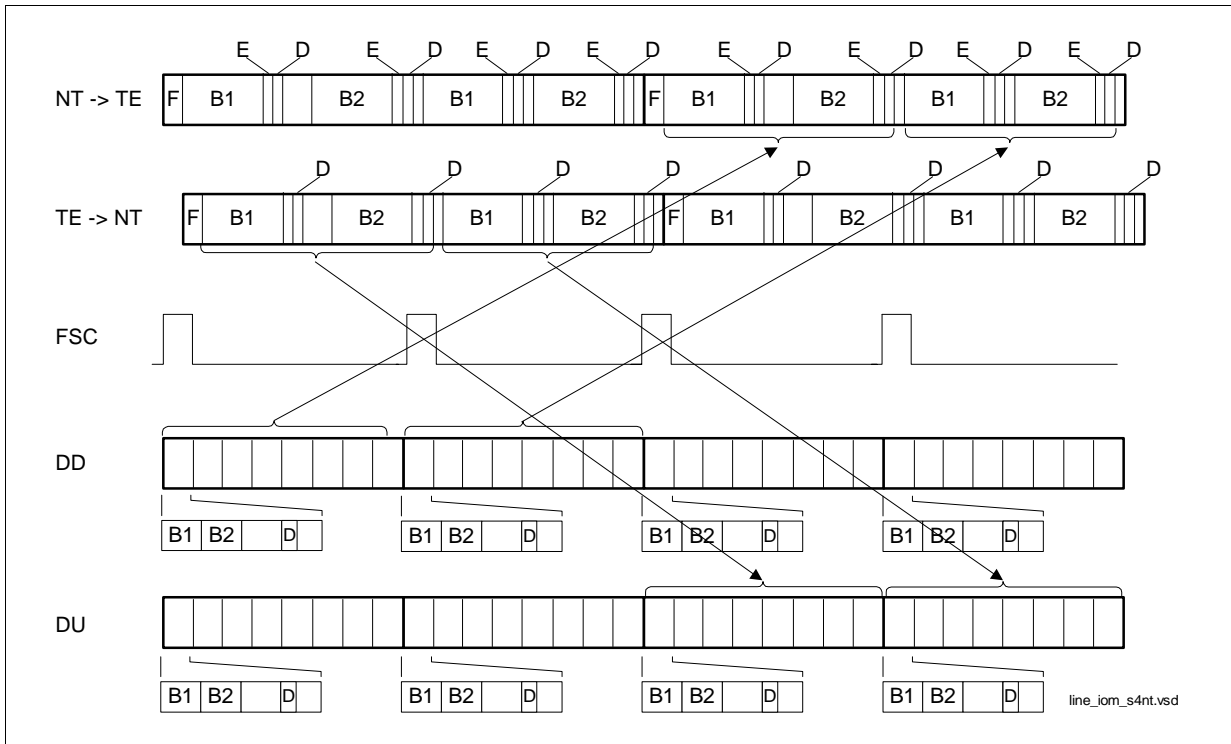 E D E D E D E D E D E D E D E D
NT -> TE F B1 B2 B1 B2 F B1 B2 B1 B2
D D D D D D D D
TE -> NT F B1 B2 B1 B2 F B1 B2 B1 B2
FSC
DD
B1 B2 D B1 B2 D B1 B2 D B1 B2 D
DU
B1 B2 D B1 B2 D B1 B2 D B1 B2 D
line_iom_s4nt.vsd